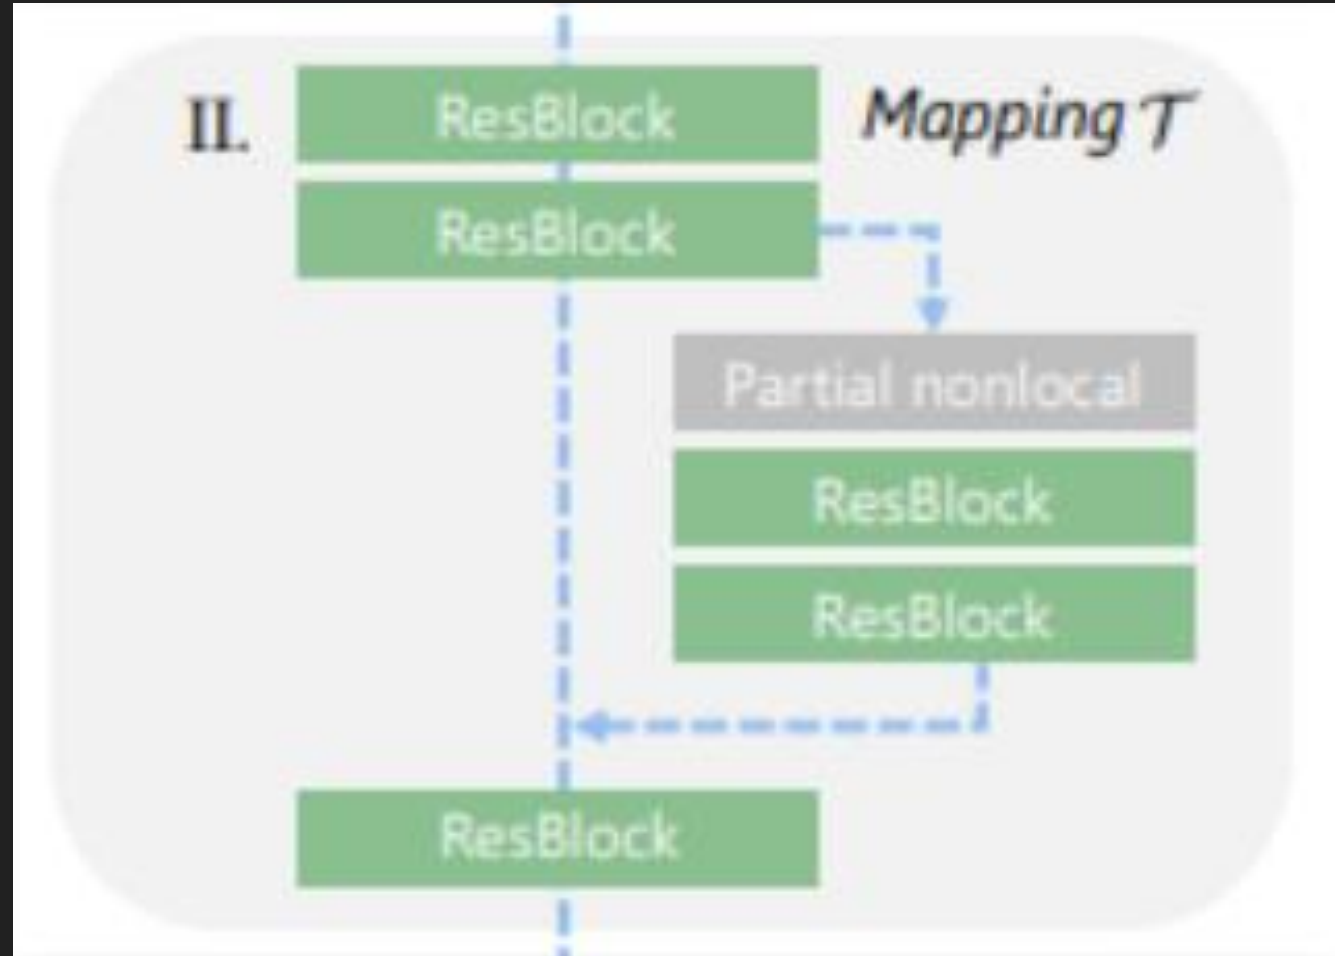 II.
ResBlock
Mapping 𝒯
ResBlock
Partial nonlocal
ResBlock
ResBlock
ResBlock